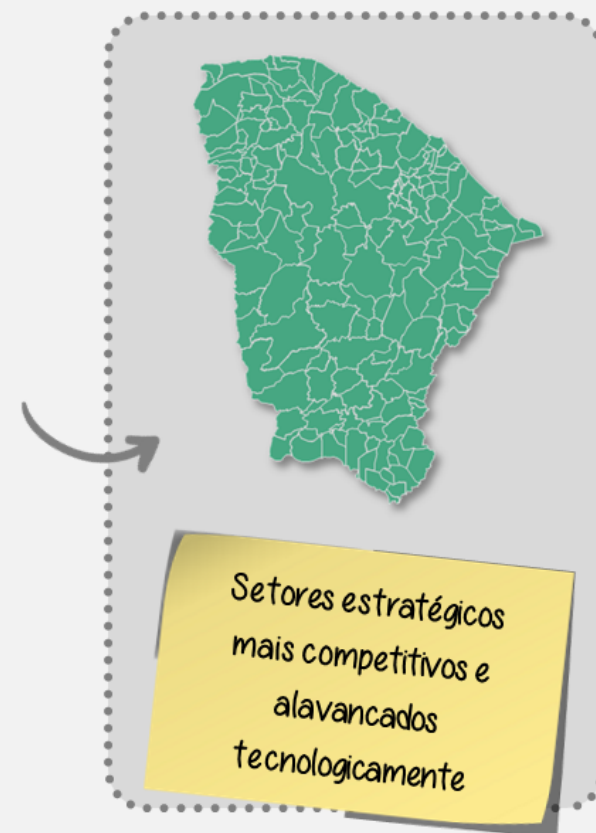 Setores estratégicos
mais competitivos e
alavancados
tecnologicamente